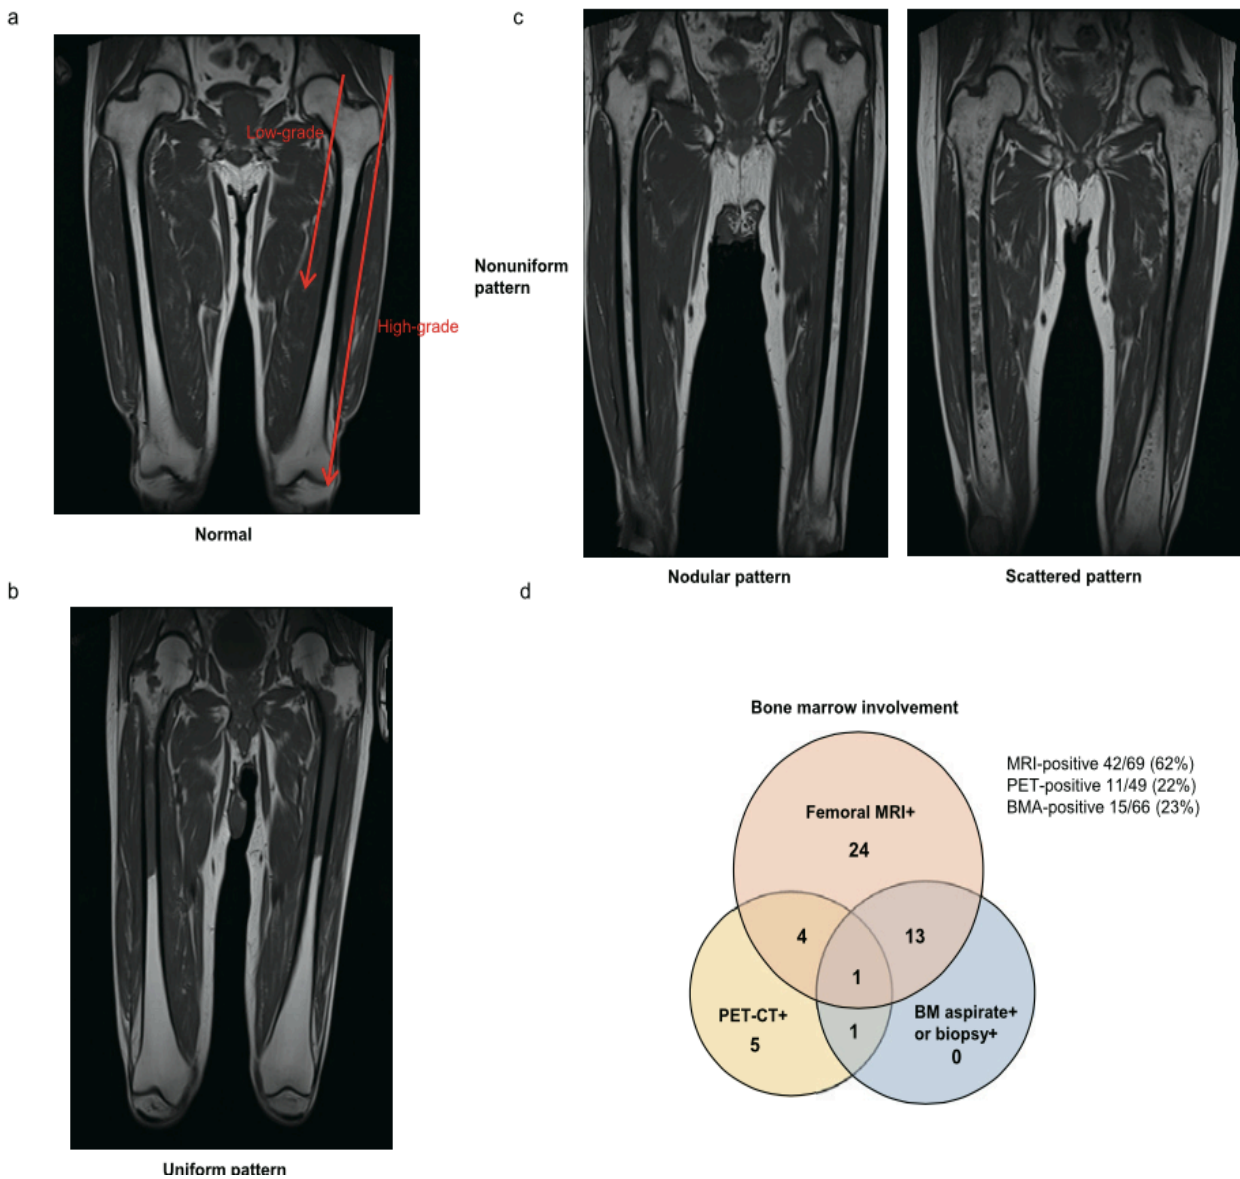 a
Low-grade
High-grade
Normal
b
Uniform pattern
c
Nonuniform
pattern
Nodular pattern
Scattered pattern
d
Bone marrow involvement
MRI-positive 42/69 (62%)
PET-positive 11/49 (22%)
BMA-positive 15/66 (23%)
Femoral MRI+
24
4
13
1
PET-CT+
5
1
BM aspirate+
or biopsy+
0